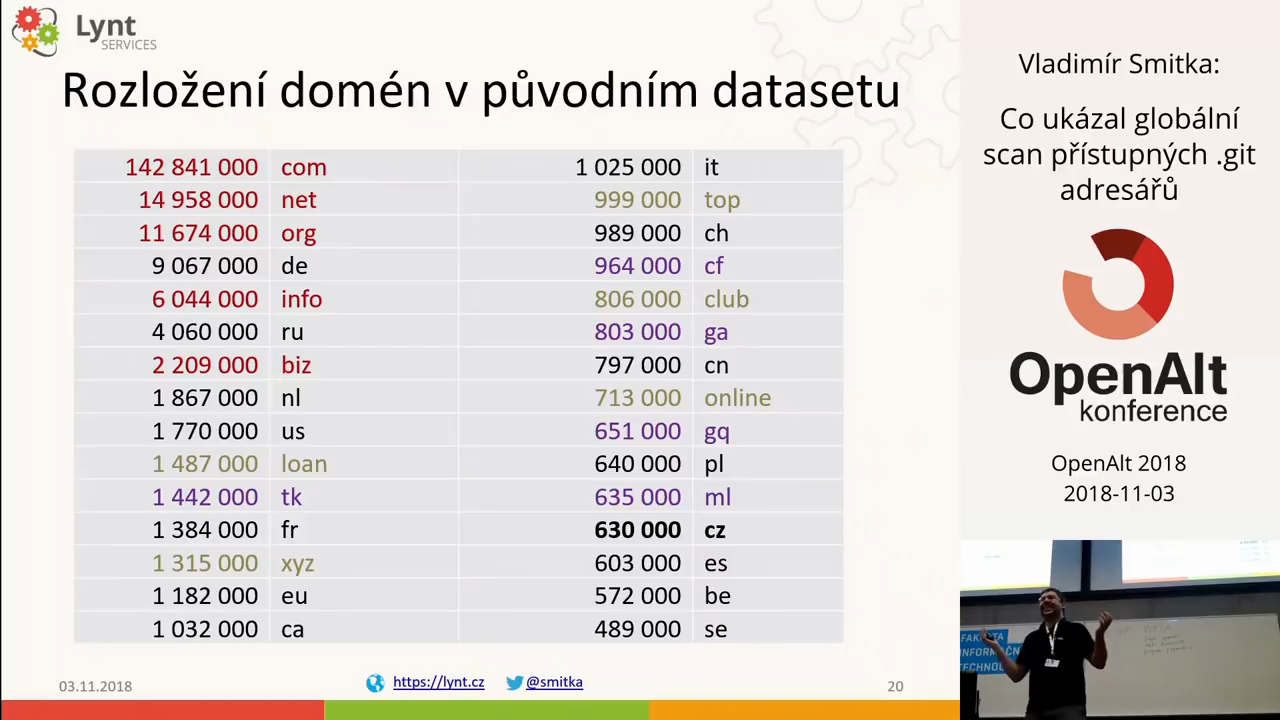 Lynt
SERVICES
Rozložení domén v původním datasetu
142 841 000 com 1 025 000 it
14 958 000 net 999 000 top
11 674 000 org 989 000 ch
9 067 000 de 964 000 cf
6 044 000 info 806 000 club
4 060 000 ru 803 000 ga
2 209 000 biz 797 000 cn
1 867 000 nl 713 000 online
1 770 000 us 651 000 gq
1 487 000 loan 640 000 pl
1 442 000 tk 635 000 ml
1 384 000 fr 630 000 cz
1 315 000 xyz 603 000 es
1 182 000 eu 572 000 be
1 032 000 ca 489 000 se
03.11.2018 https://lynt.cz @smitka 20
Vladimír Smitka:
Co ukázal globální
scan přístupných .git
adresářů
OpenAlt
konference
OpenAlt 2018
2018-11-03
FAKULTA
INFORMAČN
TECHNOLO